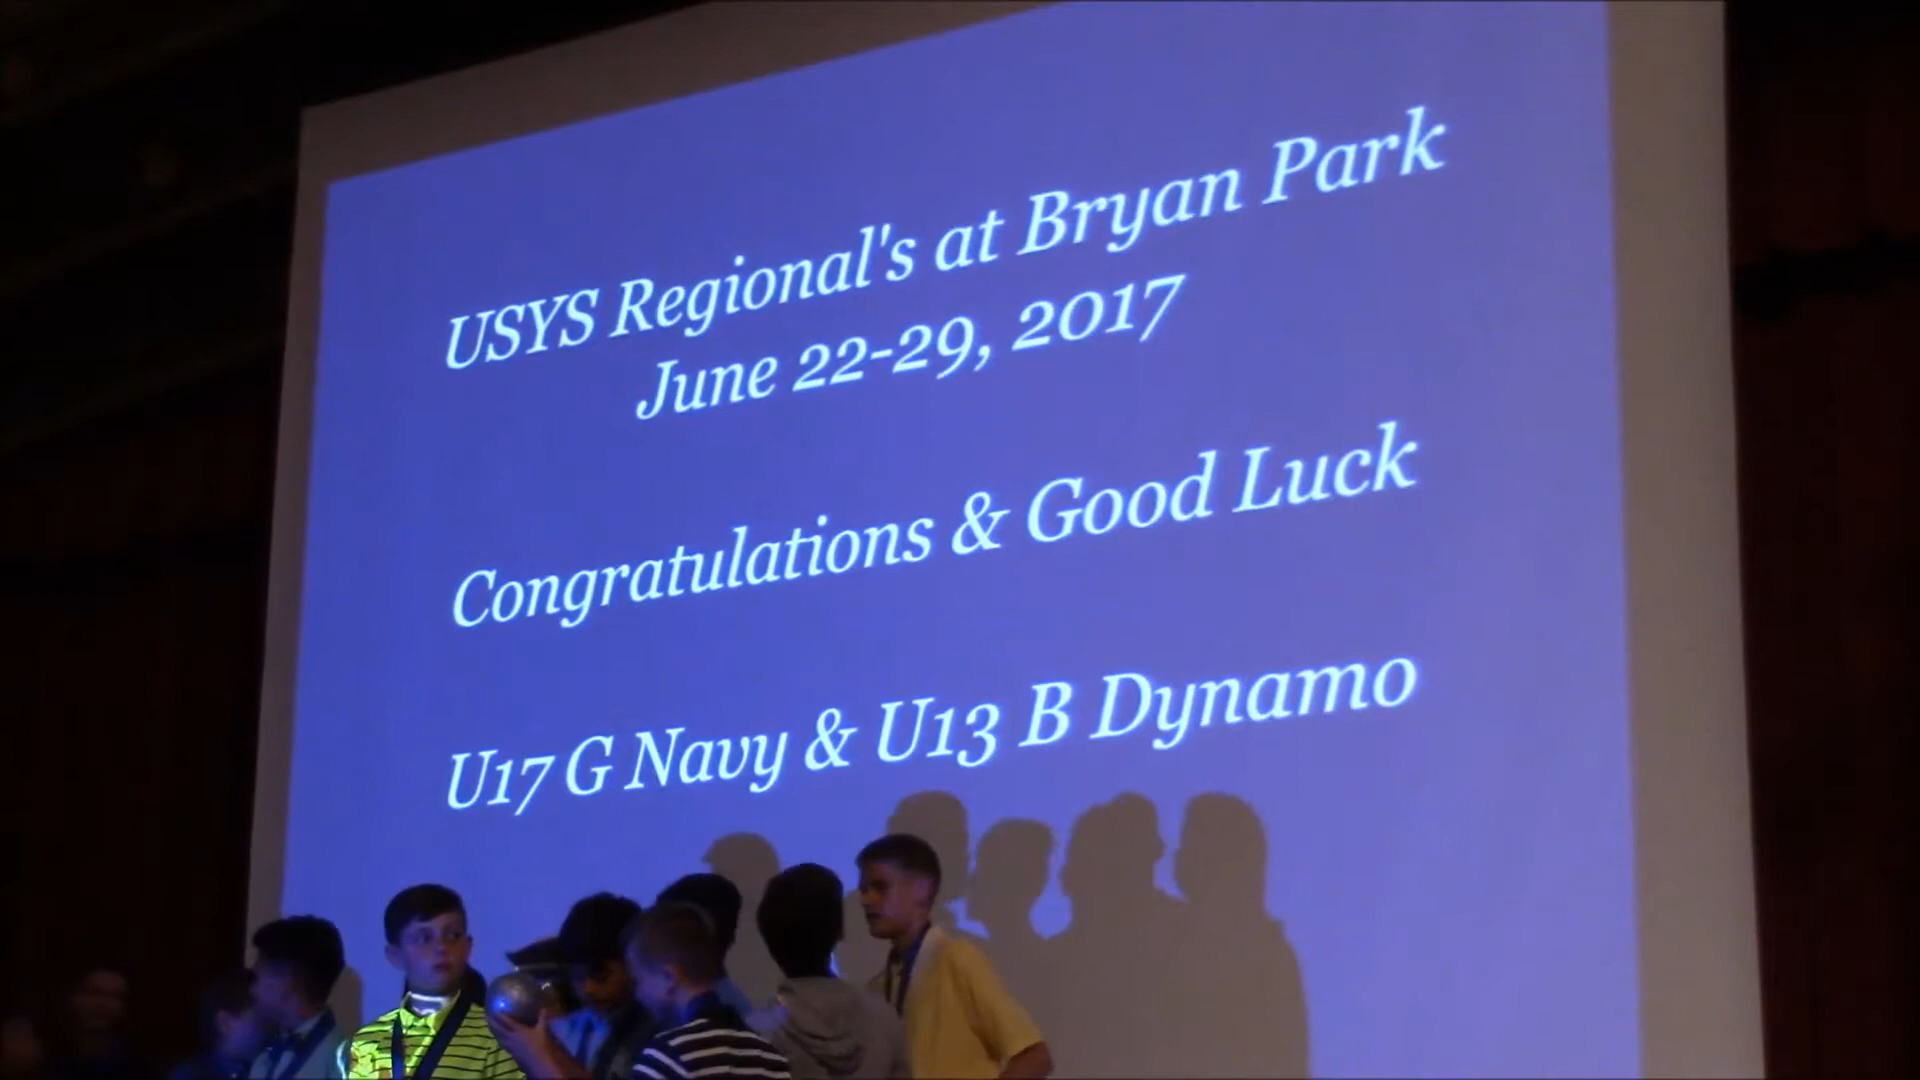 USYS Regional's at Bryan Park
June 22-29, 2017
Congratulations & Good Luck
U17 G Navy & U13 B Dynamo